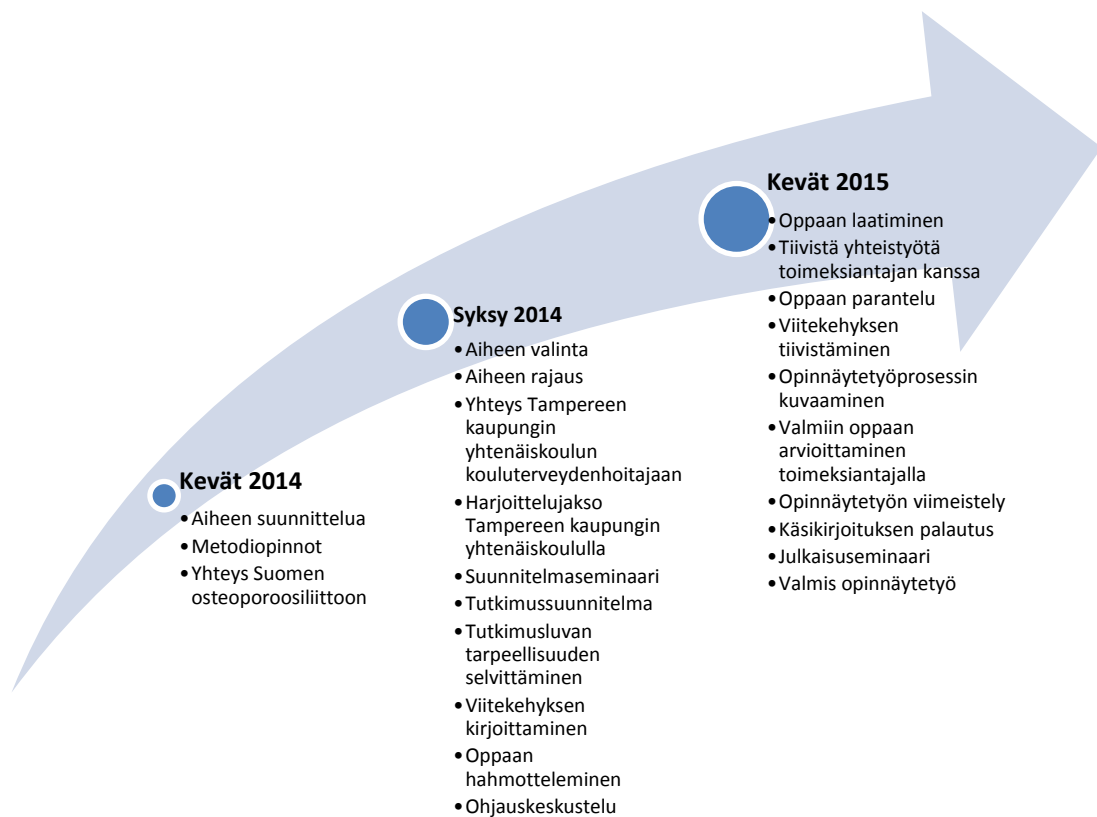 Kevät 2014
•Aiheen suunnittelua
•Metodiopinnot
•Yhteys Suomen
osteoporoosiliittoon
Syksy 2014
•Aiheen valinta
•Aiheen rajaus
•Yhteys Tampereen
kaupungin
yhtenäiskoulun
kouluterveydenhoitajaan
•Harjoittelujakso
Tampereen kaupungin
yhtenäiskoululla
•Suunnitelmaseminaari
•Tutkimussuunnitelma
•Tutkimusluvan
tarpeellisuuden
selvittäminen
•Viitekehyksen
kirjoittaminen
•Oppaan
hahmotteleminen
•Ohjauskeskustelu
Kevät 2015
•Oppaan laatiminen
•Tiivistä yhteistyötä
toimeksiantajan kanssa
•Oppaan parantelu
•Viitekehyksen
tiivistäminen
•Opinnäytetyöprosessin
kuvaaminen
•Valmiin oppaan
arvioittaminen
toimeksiantajalla
•Opinnäytetyön viimeistely
•Käsikirjoituksen palautus
•Julkaisuseminaari
•Valmis opinnäytetyö